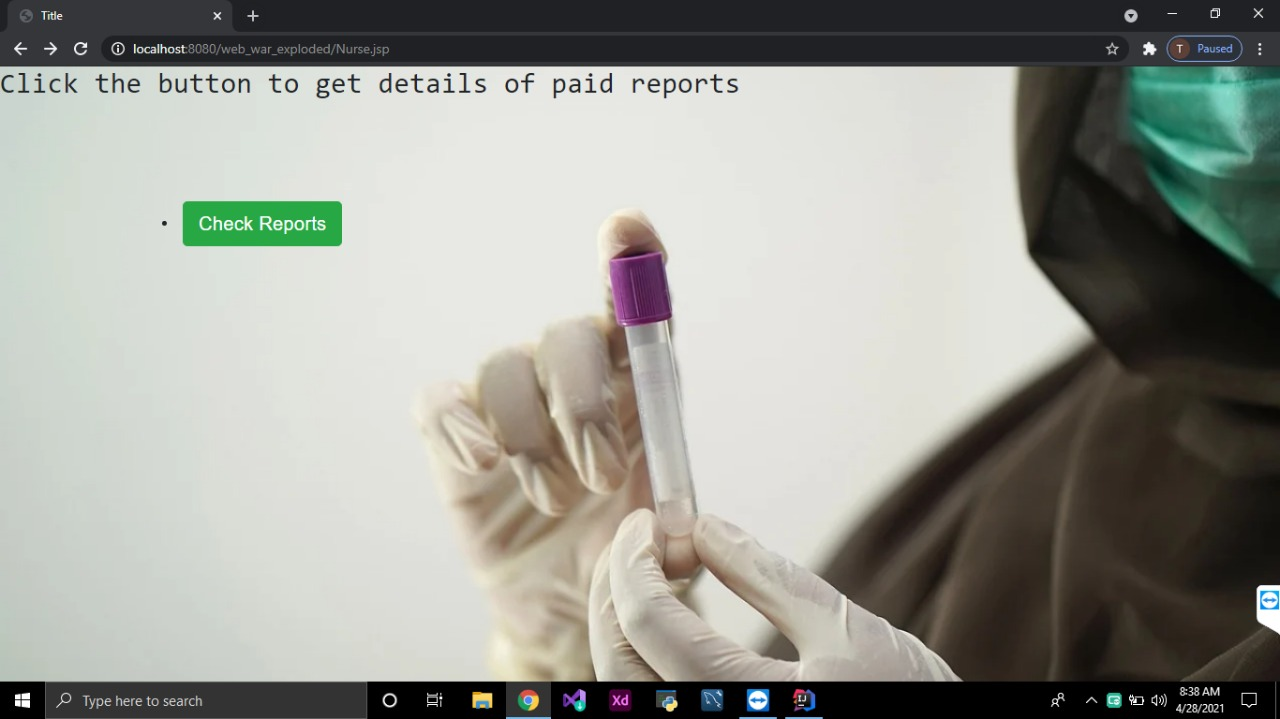 Title
localhost:8080/web_war_exploded/Nurse.jsp
T Paused
Click the button to get details of paid reports
Check Reports
Type here to search
Xd
IJ
8:38 AM
4/28/2021